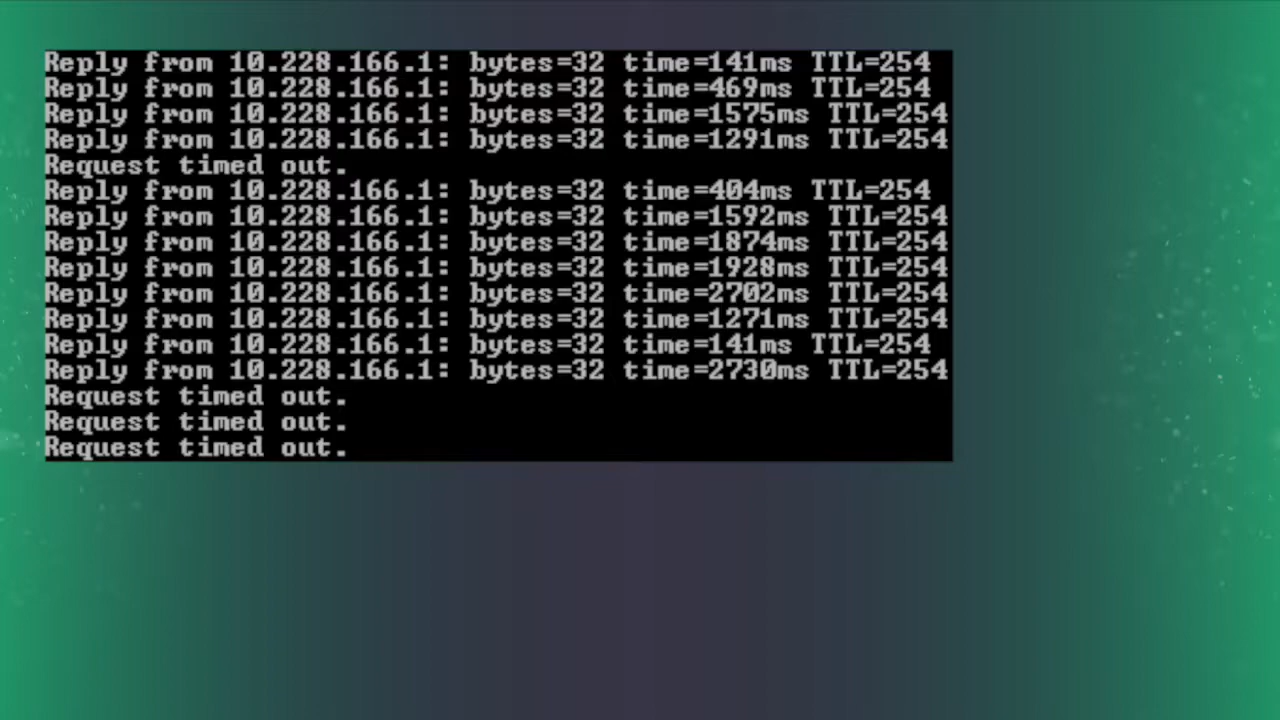 Reply from 10.228.166.1: bytes=32 time=141ms TTL=254
Reply from 10.228.166.1: bytes=32 time=469ms TTL=254
Reply from 10.228.166.1: bytes=32 time=1575ms TTL=254
Reply from 10.228.166.1: bytes=32 time=1291ms TTL=254
Request timed out.
Reply from 10.228.166.1: bytes=32 time=404ms TTL=254
Reply from 10.228.166.1: bytes=32 time=1592ms TTL=254
Reply from 10.228.166.1: bytes=32 time=1874ms TTL=254
Reply from 10.228.166.1: bytes=32 time=1928ms TTL=254
Reply from 10.228.166.1: bytes=32 time=2702ms TTL=254
Reply from 10.228.166.1: bytes=32 time=1271ms TTL=254
Reply from 10.228.166.1: bytes=32 time=141ms TTL=254
Reply from 10.228.166.1: bytes=32 time=2730ms TTL=254
Request timed out.
Request timed out.
Request timed out.